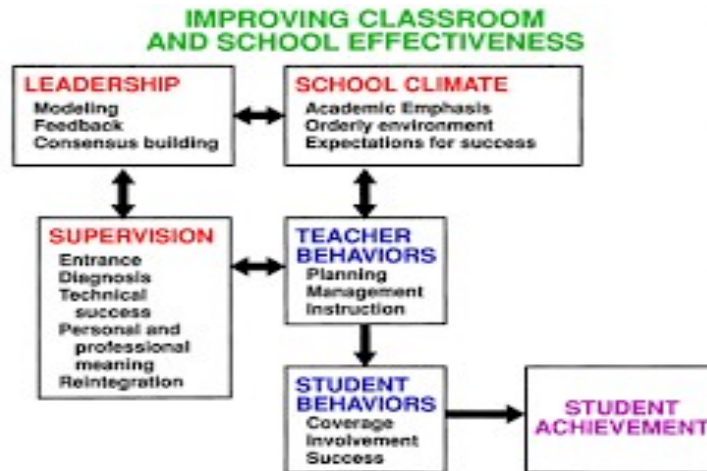 IMPROVING CLASSROOM
AND SCHOOL EFFECTIVENESS
LEADERSHIP
Modeling
Feedback
Consensus building
SCHOOL CLIMATE
Academic Emphasis
Orderly environment
Expectations for success
SUPERVISION
Entrance
Diagnosis
Technical
success
Personal and
professional
meaning
Reintegration
TEACHER
BEHAVIORS
Planning
Management
Instruction
STUDENT
BEHAVIORS
Coverage
Involvement
Success
STUDENT
ACHIEVEMENT